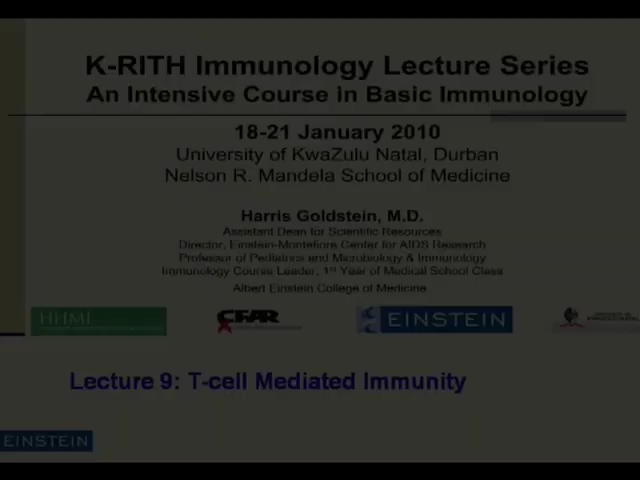 K-RITH Immunology Lecture Series
An Intensive Course in Basic Immunology
18-21 January 2010
University of KwaZulu Natal, Durban
Nelson R. Mandela School of Medicine
Harris Goldstein, M.D.
Assistant Dean for Scientific Resources
Director, Einstein-Montefiore Center for AIDS Research
Professor of Pediatrics and Microbiology & Immunology
Immunology Course Leader, 1st Year of Medical School Class
Albert Einstein College of Medicine
HHMI
CFAR
EINSTEIN
Lecture 9: T-cell Mediated Immunity
EINSTEIN